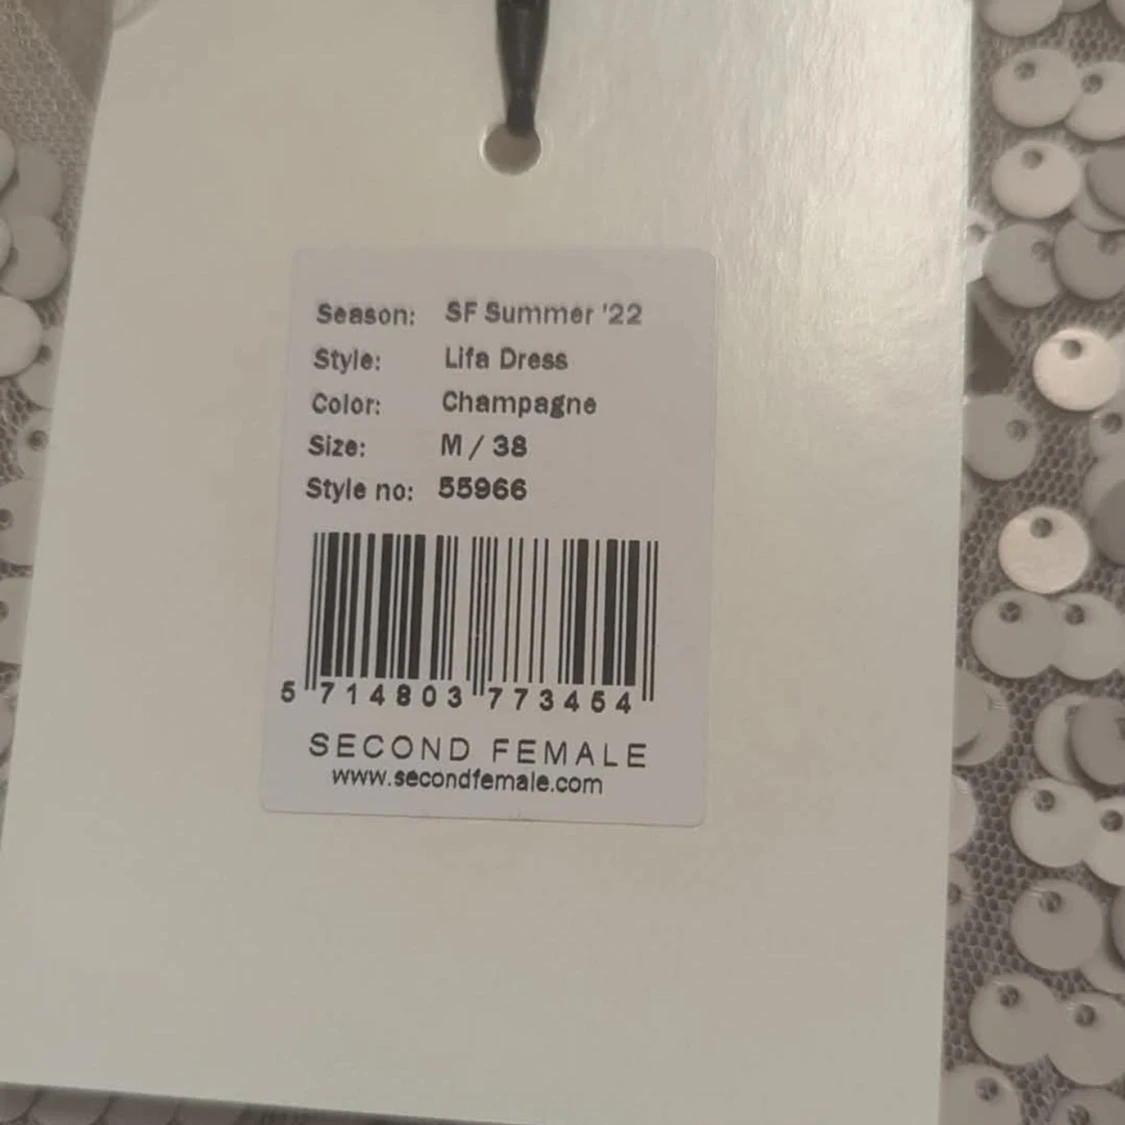 Season: SF Summer '22
Style: Lifa Dress
Color: Champagne
Size: M / 38
Style no: 55966
5 714803 773464
SECOND FEMALE
www.secondfemale.com